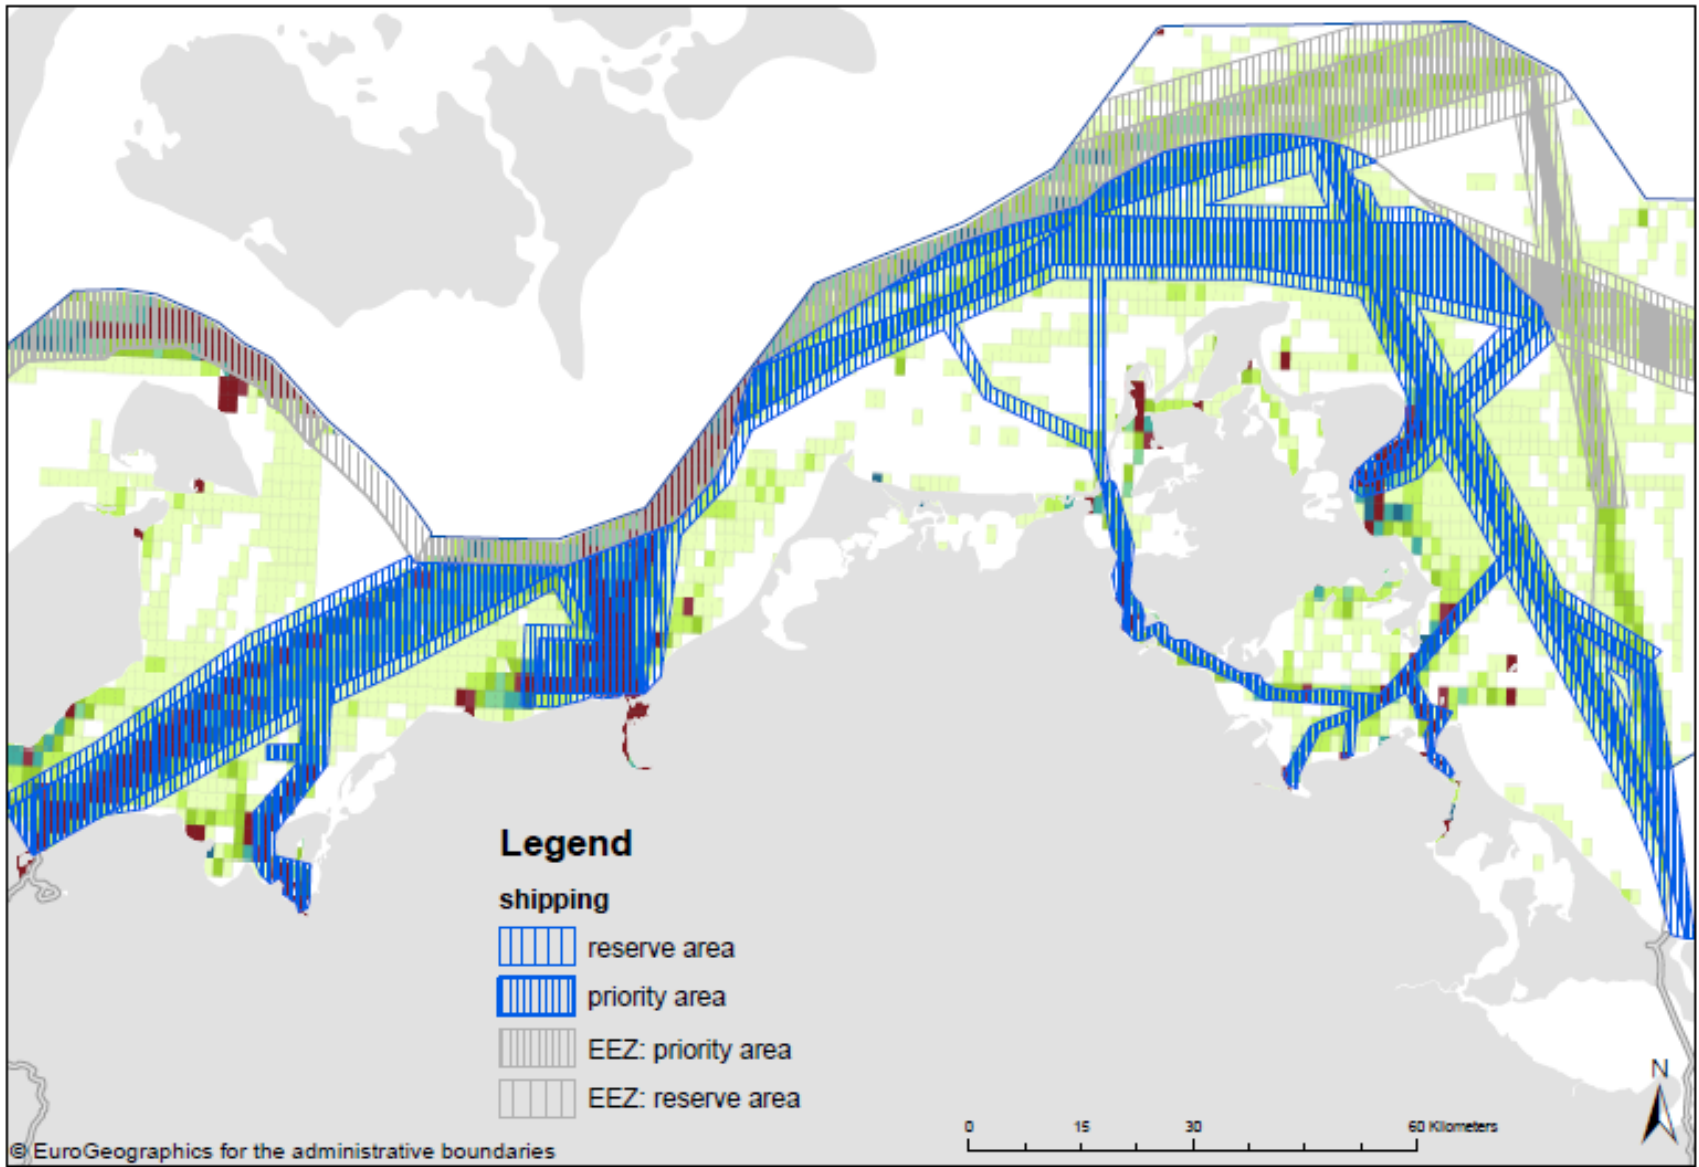 Legend
shipping
reserve area
priority area
EEZ: priority area
EEZ: reserve area
N
0 15 30 60 Kilometers
© EuroGeographics for the administrative boundaries